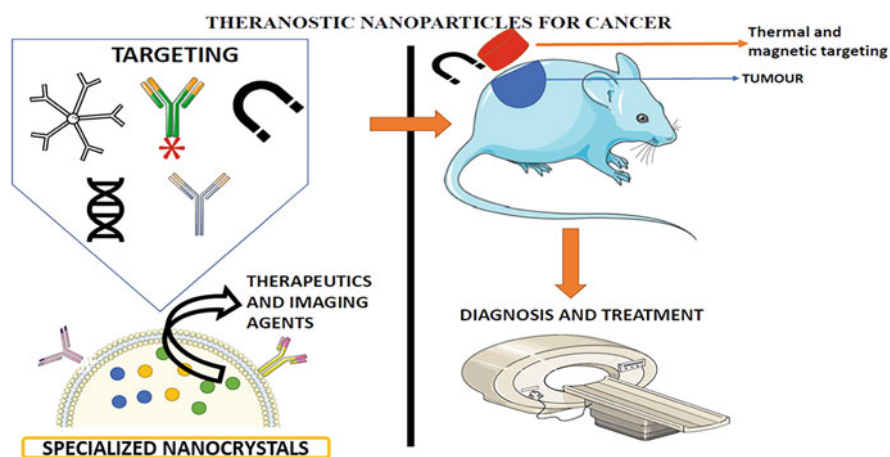 THERANOSTIC NANOPARTICLES FOR CANCER
TARGETING
THERAPEUTICS
AND IMAGING
AGENTS
SPECIALIZED NANOCRYSTALS
Thermal and
magnetic targeting
TUMOUR
DIAGNOSIS AND TREATMENT